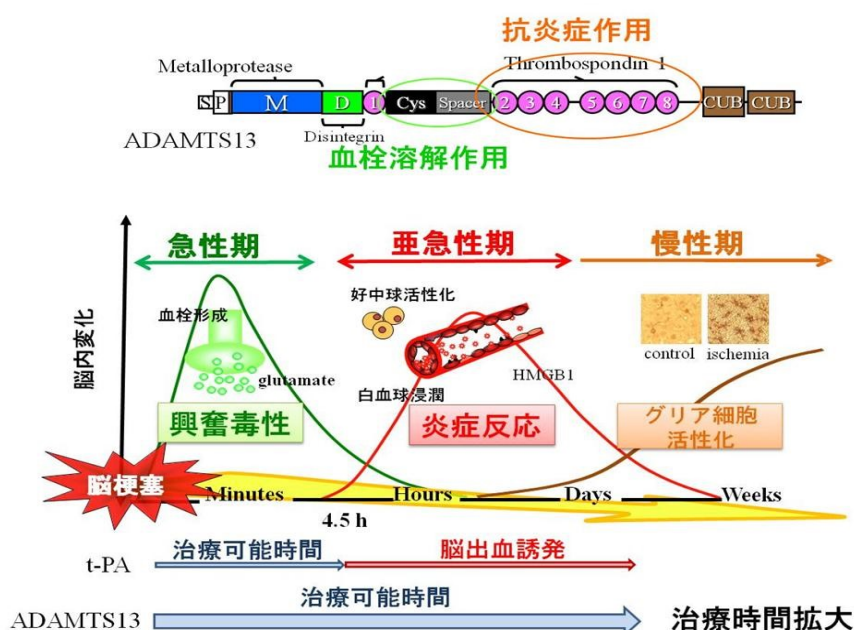 抗炎症作用
Metalloprotease
Thrombospondin 1
S P M D 1 Cys Spacer 2 3 4 5 6 7 8 CUB CUB
Disintegrin
ADAMTS13
血栓溶解作用
急性期 亜急性期 慢性期
脳内変化
血栓形成
好中球活性化
glutamate
control ischemia
HMGB1
白血球浸潤
興奮毒性
炎症反応
グリア細胞
活性化
脳梗塞
Minutes Hours Days Weeks
4.5 h
t-PA 治療可能時間 脳出血誘発
治療可能時間
ADAMTS13 治療時間拡大